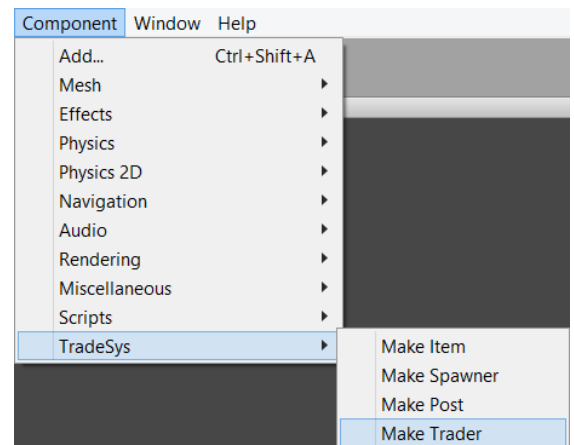 Component Window Help
Add... Ctrl+Shift+A
Mesh
Effects
Physics
Physics 2D
Navigation
Audio
Rendering
Miscellaneous
Scripts
TradeSys
Make Item
Make Spawner
Make Post
Make Trader